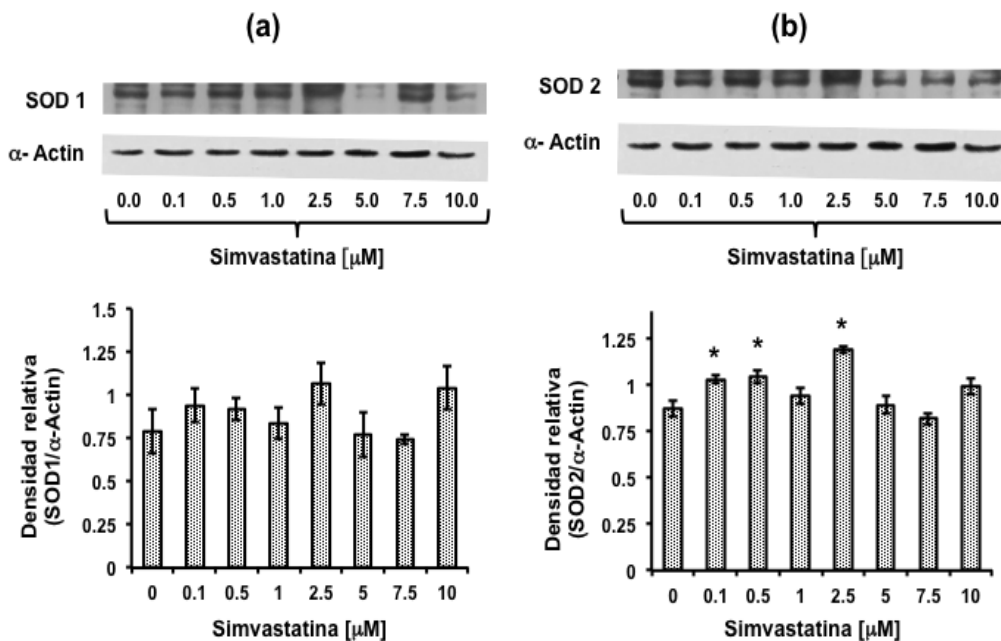 (a)
SOD 1
α- Actin
0.0 0.1 0.5 1.0 2.5 5.0 7.5 10.0
Simvastatina [μM]
1.5
1.25
1
0.75
0.5
0.25
0
Densidad relativa
(SOD1/α-Actin)
0 0.1 0.5 1 2.5 5 7.5 10
Simvastatina [μM]
(b)
SOD 2
α- Actin
0.0 0.1 0.5 1.0 2.5 5.0 7.5 10.0
Simvastatina [μM]
1.25
1
0.75
0.5
0.25
0
Densidad relativa
(SOD2/α-Actin)
* * *
0 0.1 0.5 1 2.5 5 7.5 10
Simvastatina [μM]